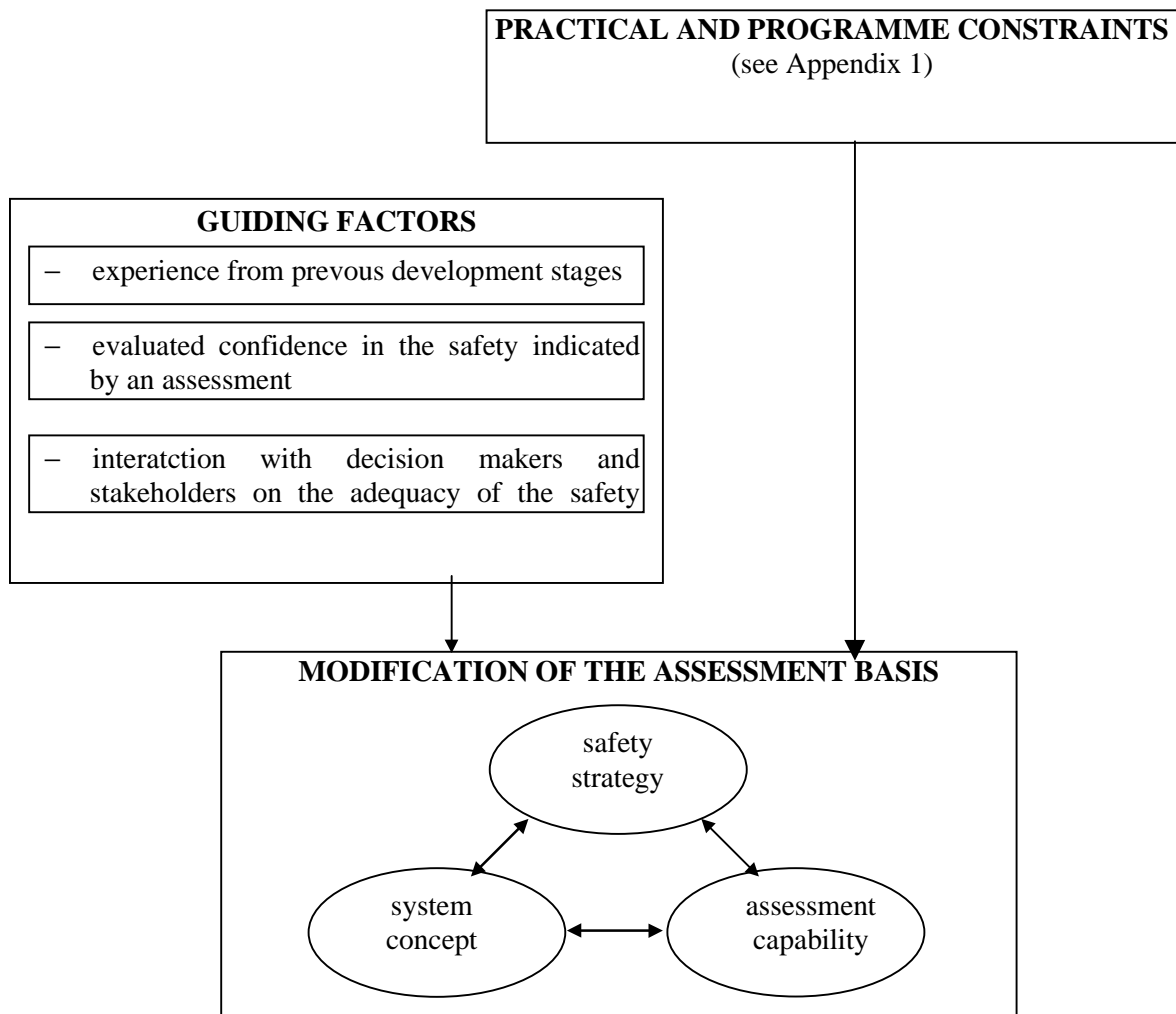 PRACTICAL AND PROGRAMME CONSTRAINTS
(see Appendix 1)
GUIDING FACTORS
– experience from prevous development stages
– evaluated confidence in the safety indicated
by an assessment
– interatction with decision makers and
stakeholders on the adequacy of the safety
MODIFICATION OF THE ASSESSMENT BASIS
safety
strategy
system
concept
assessment
capability